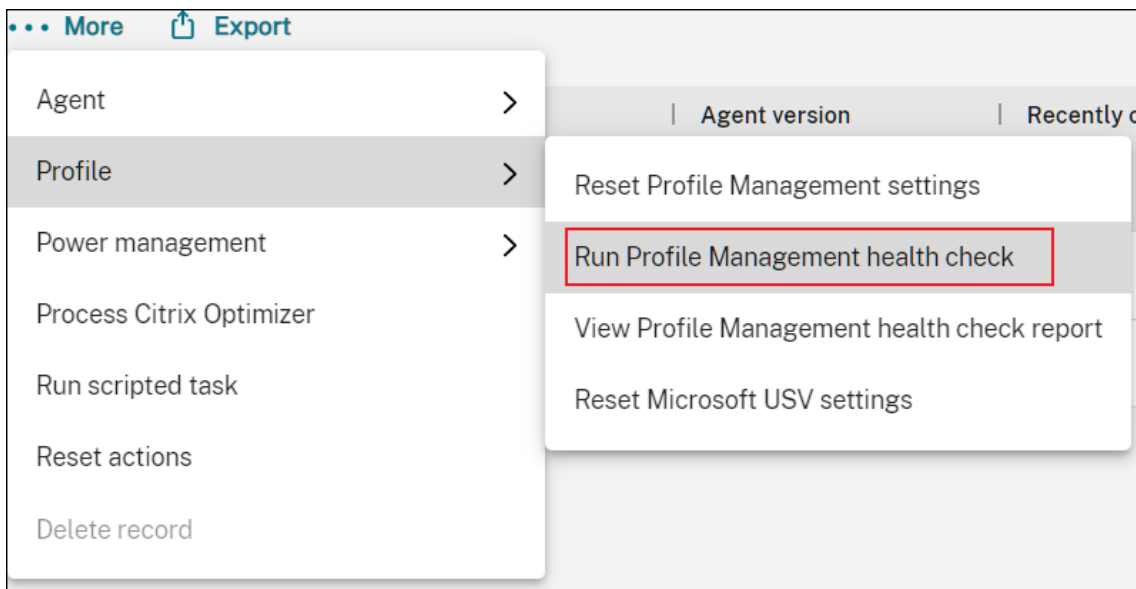 ••• More Export
Agent
Agent version
Recently
Profile
Reset Profile Management settings
Power management
Run Profile Management health check
Process Citrix Optimizer
View Profile Management health check report
Run scripted task
Reset Microsoft USV settings
Reset actions
Delete record